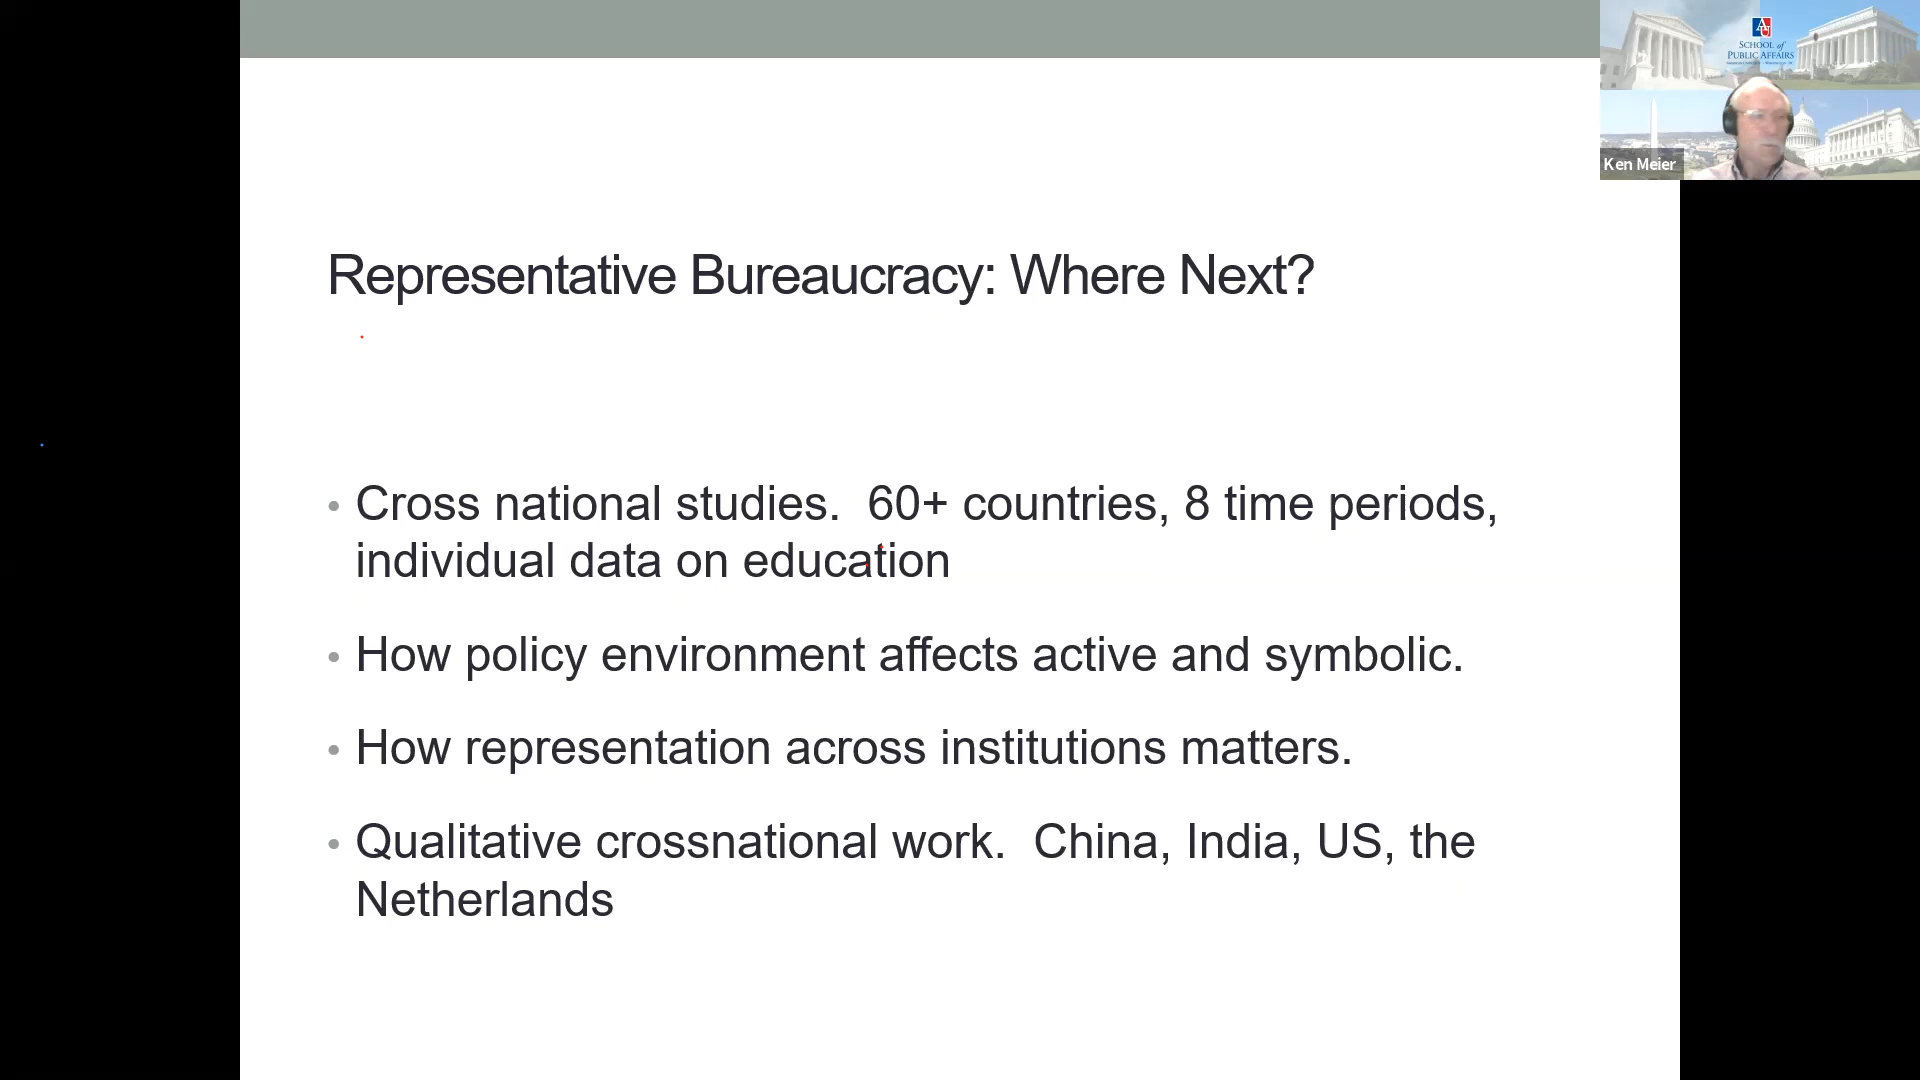 SCHOOL of
PUBLIC AFFAIRS
Ken Meier
Representative Bureaucracy: Where Next?
• Cross national studies.  60+ countries, 8 time periods,
individual data on education
• How policy environment affects active and symbolic.
• How representation across institutions matters.
• Qualitative crossnational work.  China, India, US, the
Netherlands